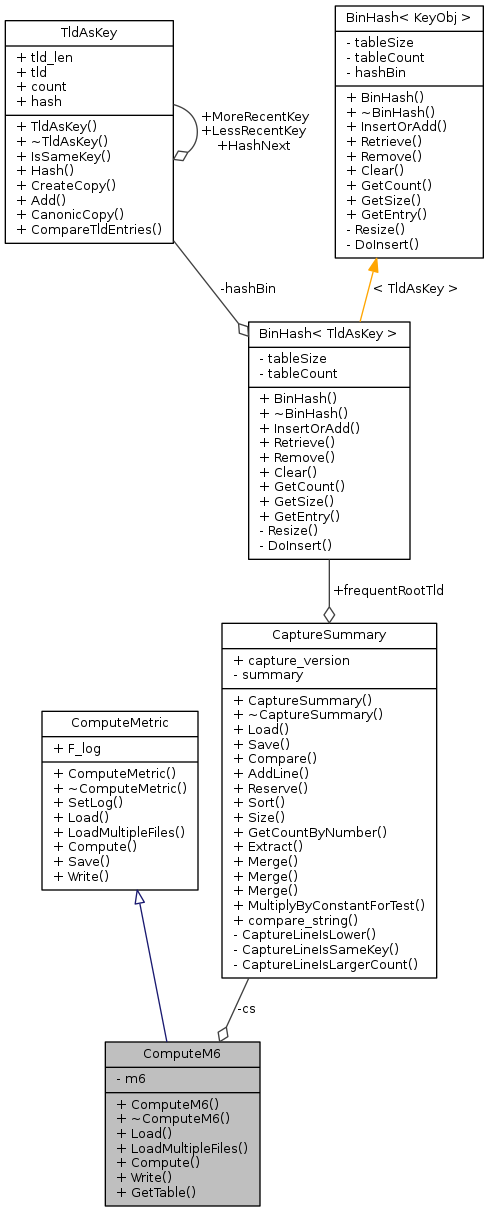 TldAsKey
+ tld_len
+ tld
+ count
+ hash
+ TldAsKey()
+ ~TldAsKey()
+ IsSameKey()
+ Hash()
+ CreateCopy()
+ Add()
+ CanonicCopy()
+ CompareTldEntries()
+MoreRecentKey
+LessRecentKey
+HashNext
BinHash< KeyObj >
- tableSize
- tableCount
- hashBin
+ BinHash()
+ ~BinHash()
+ InsertOrAdd()
+ Retrieve()
+ Remove()
+ Clear()
+ GetCount()
+ GetSize()
+ GetEntry()
- Resize()
- DoInsert()
-hashBin
< TldAsKey >
BinHash< TldAsKey >
- tableSize
- tableCount
+ BinHash()
+ ~BinHash()
+ InsertOrAdd()
+ Retrieve()
+ Remove()
+ Clear()
+ GetCount()
+ GetSize()
+ GetEntry()
- Resize()
- DoInsert()
+frequentRootTld
CaptureSummary
+ capture_version
- summary
+ CaptureSummary()
+ ~CaptureSummary()
+ Load()
+ Save()
+ Compare()
+ AddLine()
+ Reserve()
+ Sort()
+ Size()
+ GetCountByNumber()
+ Extract()
+ Merge()
+ Merge()
+ Merge()
+ MultiplyByConstantForTest()
+ compare_string()
- CaptureLineIsLower()
- CaptureLineIsSameKey()
- CaptureLineIsLargerCount()
ComputeMetric
+ F_log
+ ComputeMetric()
+ ~ComputeMetric()
+ SetLog()
+ Load()
+ LoadMultipleFiles()
+ Compute()
+ Save()
+ Write()
-cs
ComputeM6
- m6
+ ComputeM6()
+ ~ComputeM6()
+ Load()
+ LoadMultipleFiles()
+ Compute()
+ Write()
+ GetTable()